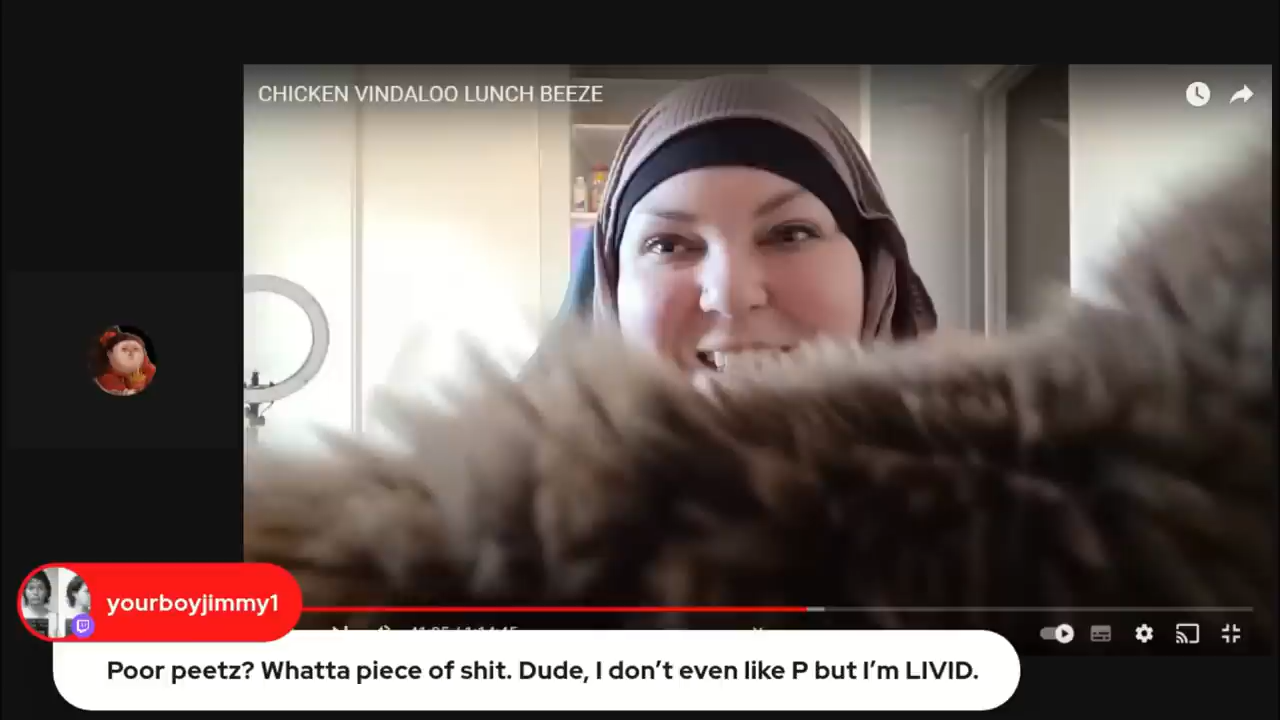 CHICKEN VINDALOO LUNCH BEEZE
yourboyjimmy1
Poor peetz? Whatta piece of shit. Dude, I don't even like P but I'm LIVID.